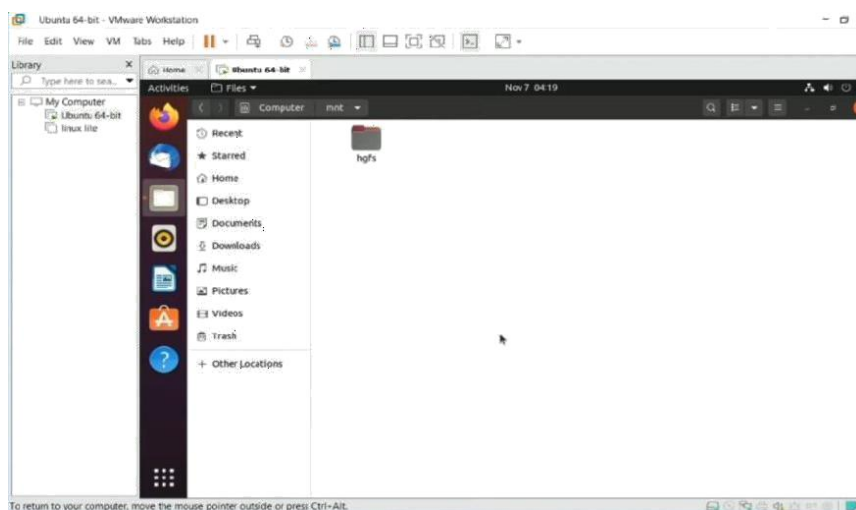 Ubuntu 64-bit - VMware Workstation
File Edit View VM Tabs Help
Library
Home
Ubuntu 64-bit
Type here to sea..
Activities Files Nov 7 04:19
My Computer
Ubuntu 64-bit
linux lite
Computer mnt
Recent
Starred
Home
Desktop
Documents
Downloads
Music
Pictures
Videos
Trash
+ Other Locations
hgfs
To return to your computer, move the mouse pointer outside or press Ctrl+Alt.